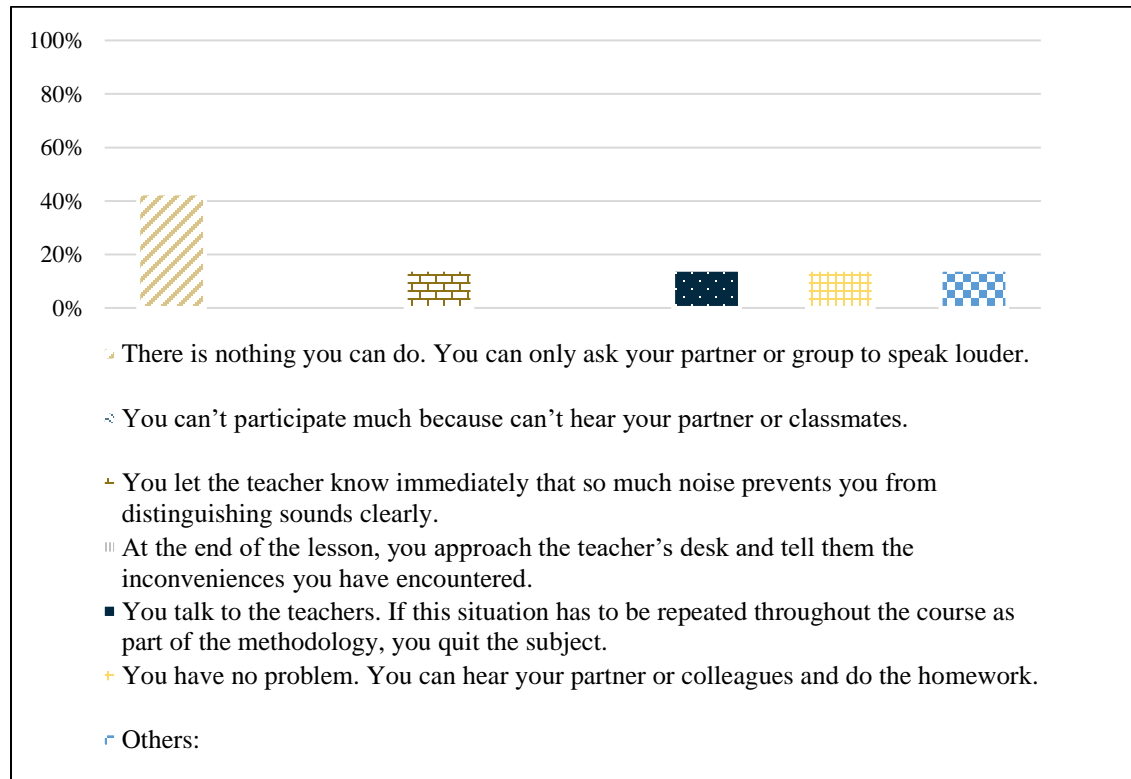 100%
80%
60%
40%
20%
0%
There is nothing you can do. You can only ask your partner or group to speak louder.
You can’t participate much because can’t hear your partner or classmates.
You let the teacher know immediately that so much noise prevents you from
distinguishing sounds clearly.
At the end of the lesson, you approach the teacher’s desk and tell them the
inconveniences you have encountered.
You talk to the teachers. If this situation has to be repeated throughout the course as
part of the methodology, you quit the subject.
You have no problem. You can hear your partner or colleagues and do the homework.
Others: